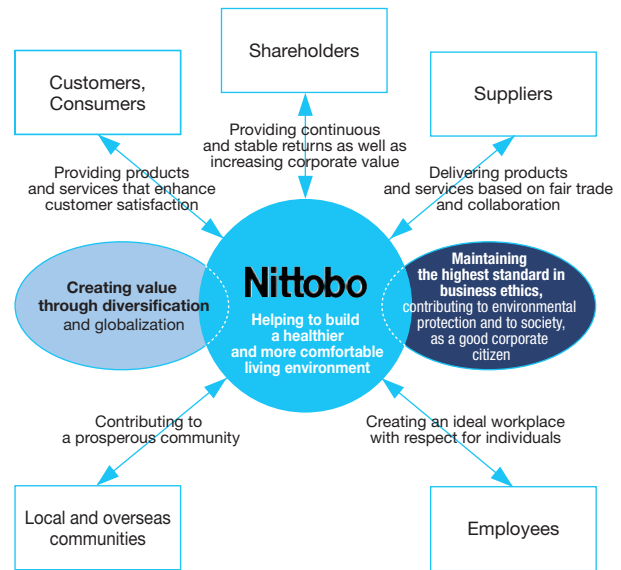 Shareholders
Customers,
Consumers
Suppliers
Providing continuous
and stable returns as well as
increasing corporate value
Providing products
and services that enhance
customer satisfaction
Delivering products
and services based on fair trade
and collaboration
Creating value
through diversification
and globalization
Nittobo
Helping to build
a healthier
and more comfortable
living environment
Maintaining
the highest standard in
business ethics,
contributing to environmental
protection and to society,
as a good corporate
citizen
Contributing to
a prosperous community
Creating an ideal workplace
with respect for individuals
Local and overseas
communities
Employees